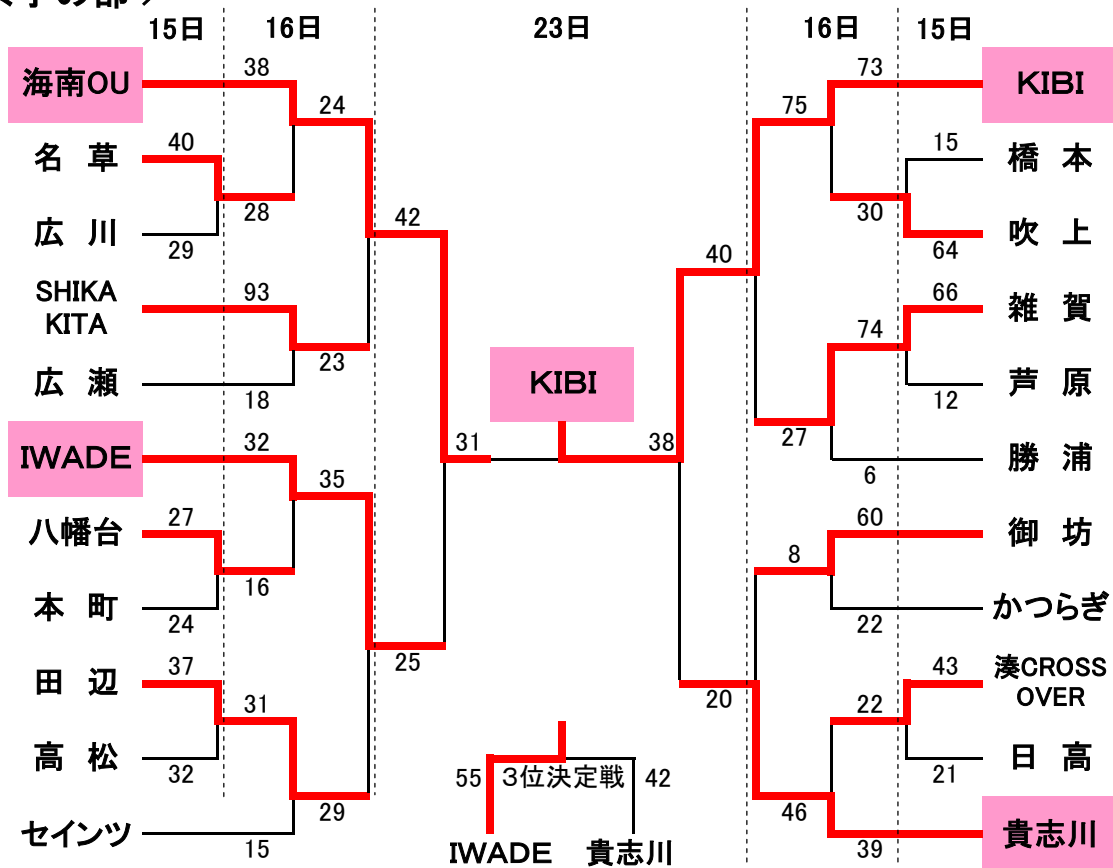 15日 16日 23日 16日 15日
海南OU 38 24 75 73 KIBI
名 草 40 28 15 橋 本
広 川 29 42 40 30 64 吹 上
SHIKA
KITA 93 23 74 66 雑 賀
広 瀬 18 KIBI 27 12 芦 原
IWADE 32 35 31 38 6 勝 浦
八幡台 27 16 8 60 御 坊
本 町 24 22 かつらぎ
田 辺 37 31 25 20 22 43 湊CROSS
OVER
高 松 32 29 55 3位決定戦 42 46 21 日 高
セインツ 15 39 貴志川
IWADE 貴志川